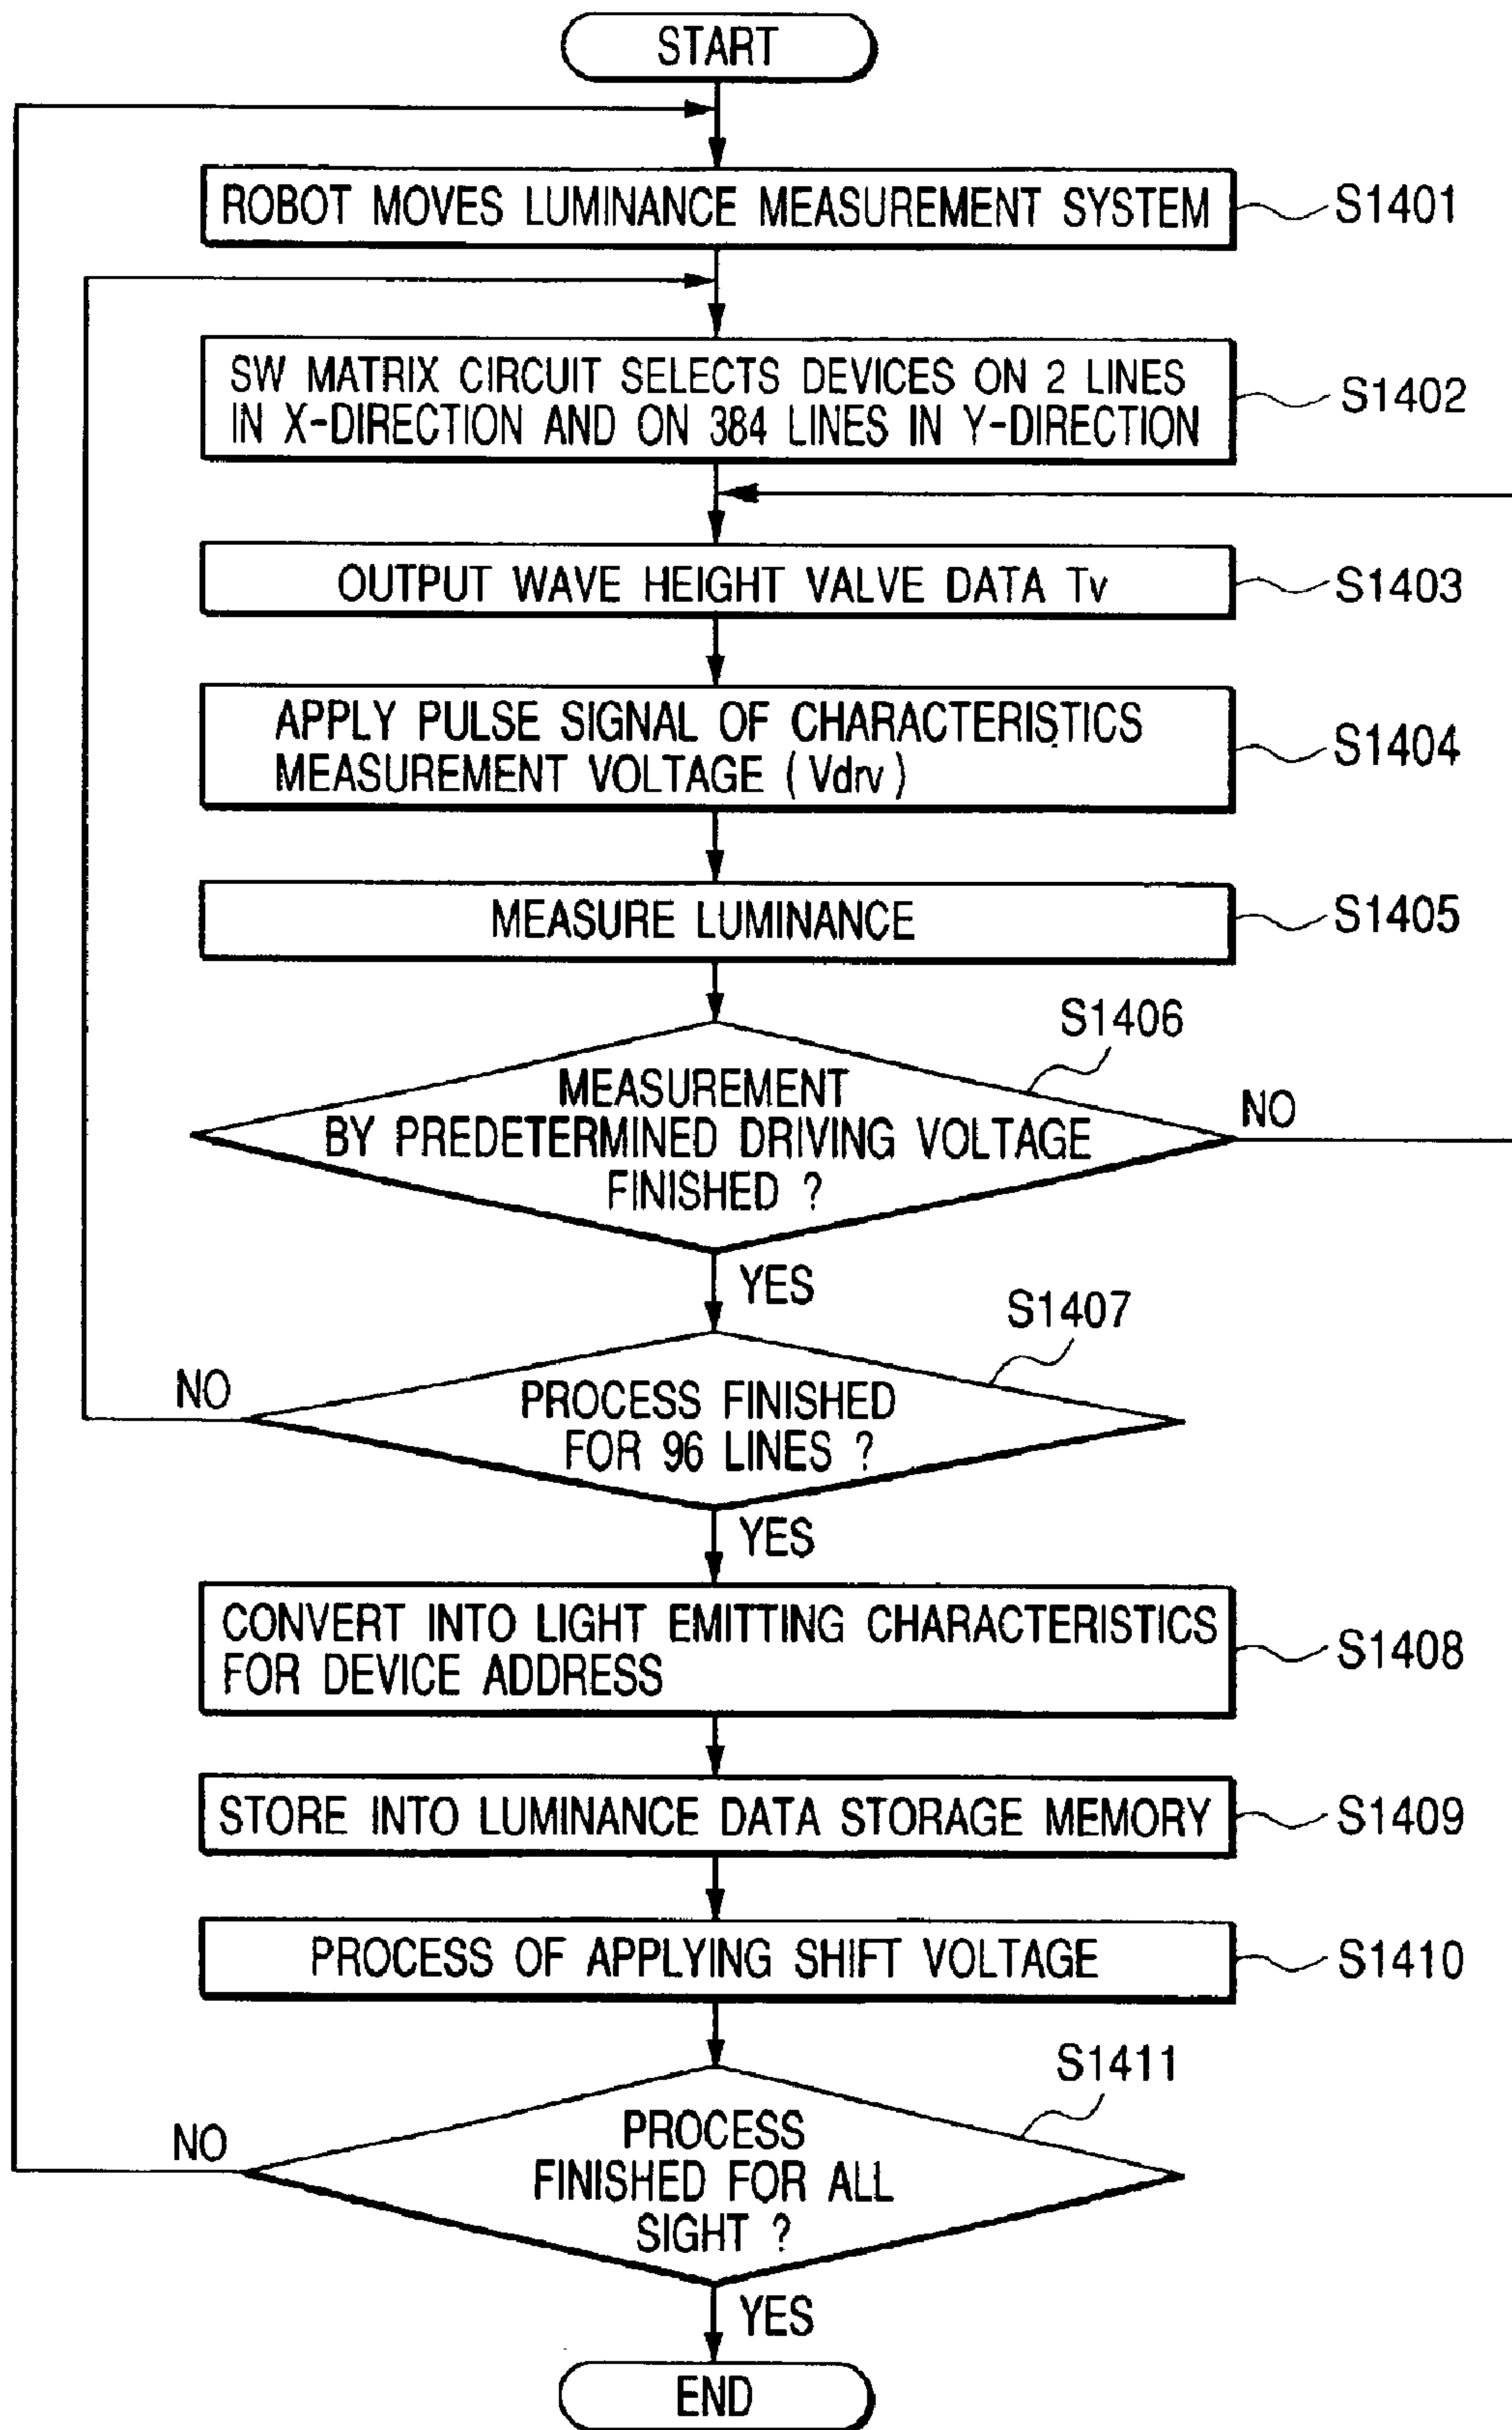 START
ROBOT MOVES LUMINANCE MEASUREMENT SYSTEM
S1401
SW MATRIX CIRCUIT SELECTS DEVICES ON 2 LINES
IN X-DIRECTION AND ON 384 LINES IN Y-DIRECTION
S1402
OUTPUT WAVE HEIGHT VALVE DATA Tv
S1403
APPLY PULSE SIGNAL OF CHARACTERISTICS
MEASUREMENT VOLTAGE (Vdrv)
S1404
MEASURE LUMINANCE
S1405
S1406
MEASUREMENT
BY PREDETERMINED DRIVING VOLTAGE
FINISHED ?
NO
YES
S1407
NO
PROCESS FINISHED
FOR 96 LINES ?
YES
CONVERT INTO LIGHT EMITTING CHARACTERISTICS
FOR DEVICE ADDRESS
S1408
STORE INTO LUMINANCE DATA STORAGE MEMORY
S1409
PROCESS OF APPLYING SHIFT VOLTAGE
S1410
S1411
NO
PROCESS
FINISHED FOR ALL
SIGHT ?
YES
END